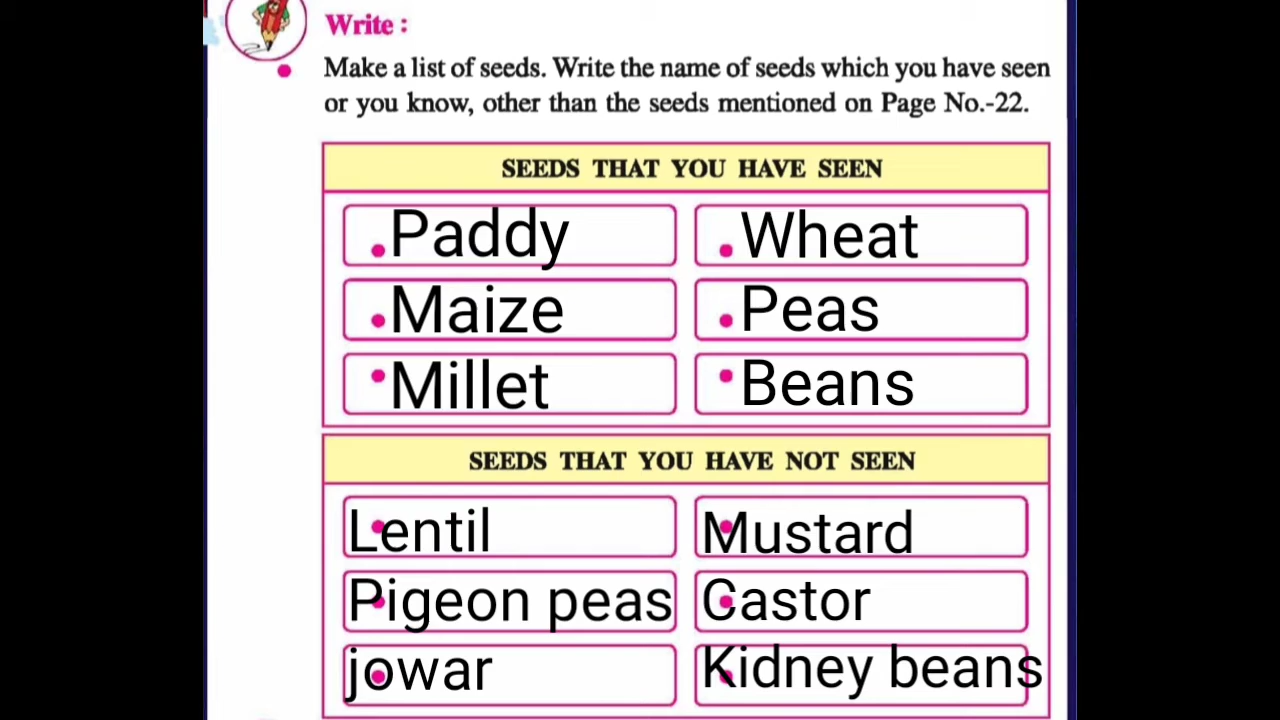 Write :
Make a list of seeds. Write the name of seeds which you have seen
or you know, other than the seeds mentioned on Page No.-22.
SEEDS THAT YOU HAVE SEEN
Paddy Wheat
Maize Peas
Millet Beans
SEEDS THAT YOU HAVE NOT SEEN
Lentil Mustard
Pigeon peas Castor
jowar Kidney beans